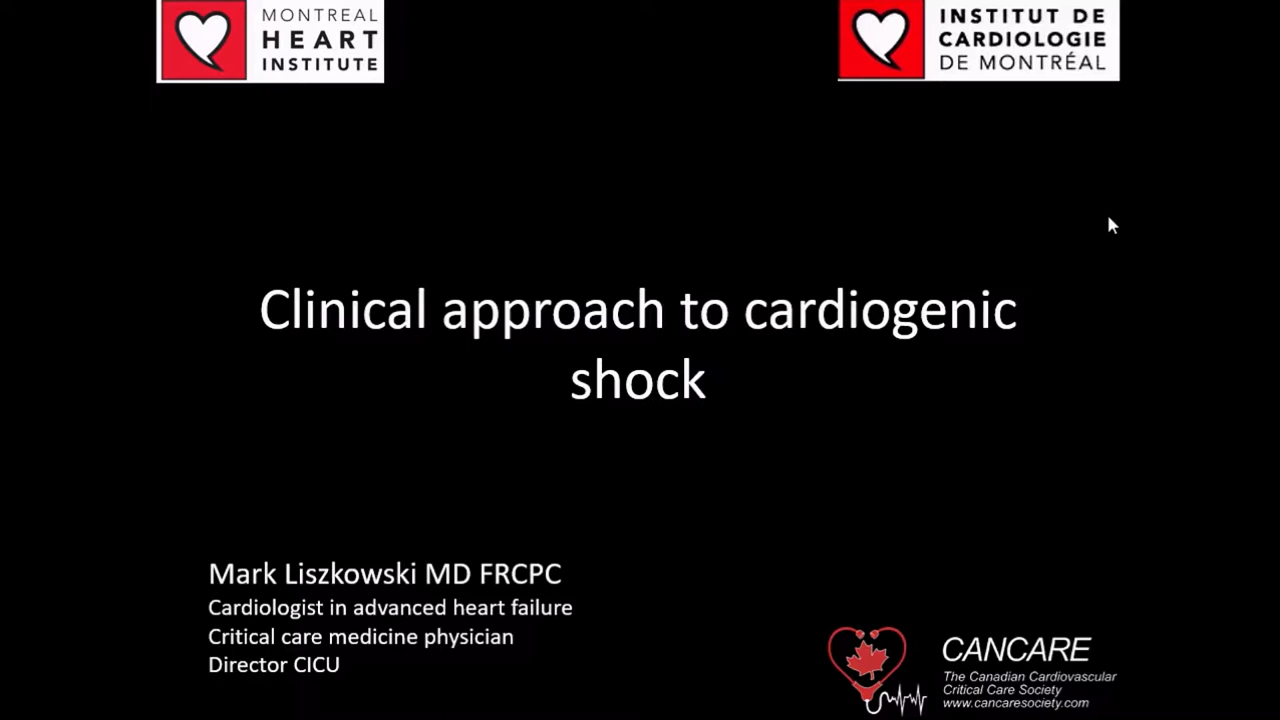 MONTREAL
HEART
INSTITUTE
INSTITUT DE
CARDIOLOGIE
DE MONTRÉAL
Clinical approach to cardiogenic
shock
Mark Liszkowski MD FRCPC
Cardiologist in advanced heart failure
Critical care medicine physician
Director CICU
CANCARE
The Canadian Cardiovascular
Critical Care Society
www.cancaresociety.com